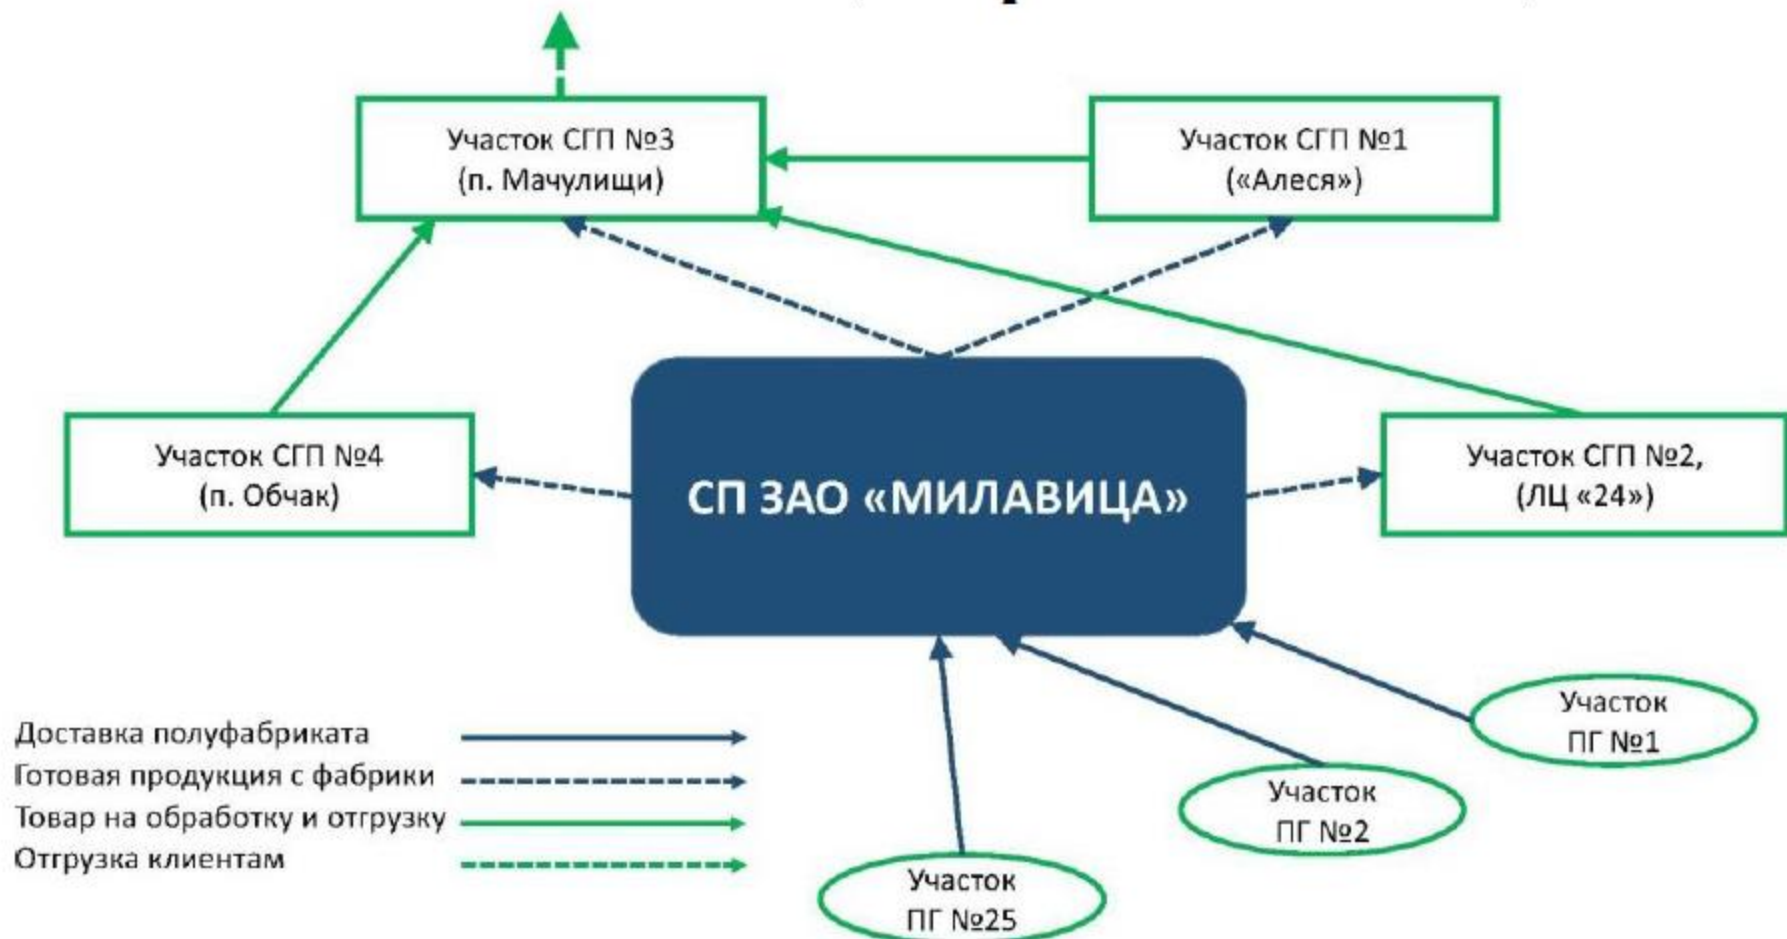 Участок СГП №3
(п. Мачулищи)
Участок СГП №1
(«Алеся»)
Участок СГП №4
(п. Обчак)
СП ЗАО «МИЛАВИЦА»
Участок СГП №2,
(ЛЦ «24»)
Участок
ПГ №1
Участок
ПГ №2
Участок
ПГ №25
Доставка полуфабриката
Готовая продукция с фабрики
Товар на обработку и отгрузку
Отгрузка клиентам